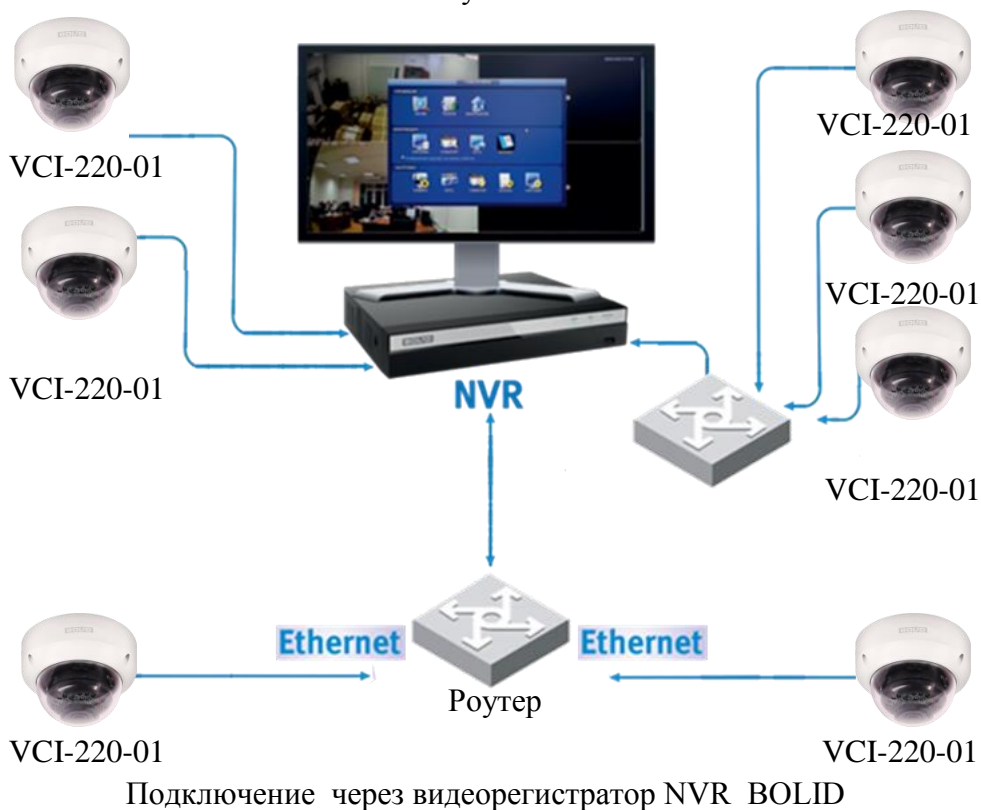 VCI-220-01
VCI-220-01
VCI-220-01
VCI-220-01
VCI-220-01
BOLID
NVR
Ethernet
Ethernet
Роутер
VCI-220-01
VCI-220-01
Подключение через видеорегистратор NVR BOLID